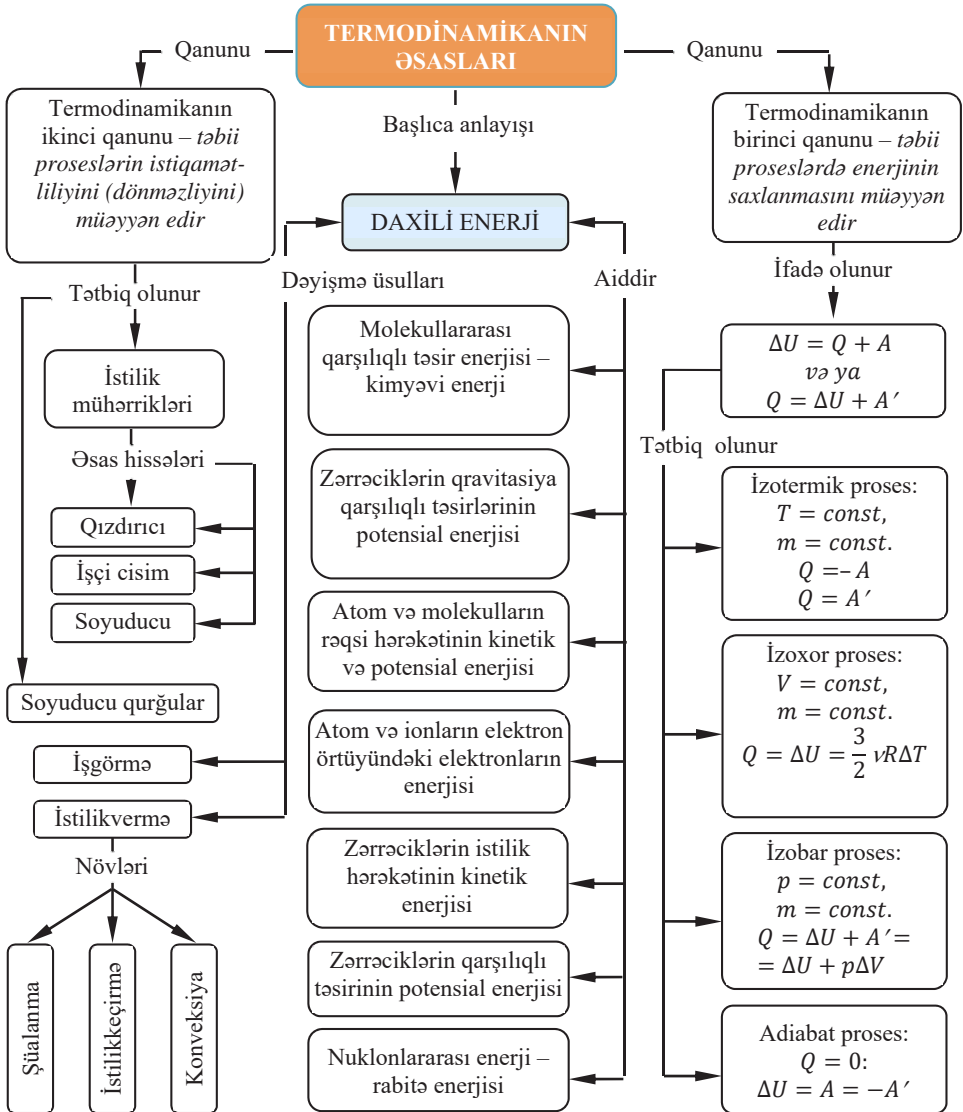 TERMODİNAMİKANIN
ƏSASLARI
Qanunu
Qanunu
Termodinamikanın
ikinci qanunu – təbii
proseslərin istiqamət-
liliyini (dönməzliyini)
müəyyən edir
Başlıca anlayışı
Termodinamikanın
birinci qanunu – təbii
proseslərdə enerjinin
saxlanmasını müəyyən
edir
DAXİLİ ENERJİ
Tətbiq olunur
Dəyişmə üsulları
Aiddir
İfadə olunur
İstilik
mühərrikləri
Əsas hissələri
Qızdırıcı
İşçi cisim
Soyuducu
Soyuducu qurğular
İşgörmə
İstilikvermə
Növləri
Şüalanma
İstilikkeçirmə
Konveksiya
Molekullararası
qarşılıqlı təsir enerjisi –
kimyəvi enerji
Zərrəciklərin qravitasiya
qarşılıqlı təsirlərinin
potensial enerjisi
Atom və molekulların
rəqsi hərəkətinin kinetik
və potensial enerjisi
Atom və ionların elektron
örtüyündəki elektronların
enerjisi
Zərrəciklərin istilik
hərəkətinin kinetik
enerjisi
Zərrəciklərin qarşılıqlı
təsirinin potensial enerjisi
Nuklonlararası enerji –
rabitə enerjisi
ΔU = Q + A
və ya
Q = ΔU + A′
Tətbiq olunur
İzotermik proses:
T = const,
m = const.
Q =– A
Q = A′
İzoxor proses:
V = const,
m = const.
Q = ΔU = 3/2 νRΔT
İzobar proses:
p = const,
m = const.
Q = ΔU + A′ =
= ΔU + pΔV
Adiabat proses:
Q = 0:
ΔU = A = −A′